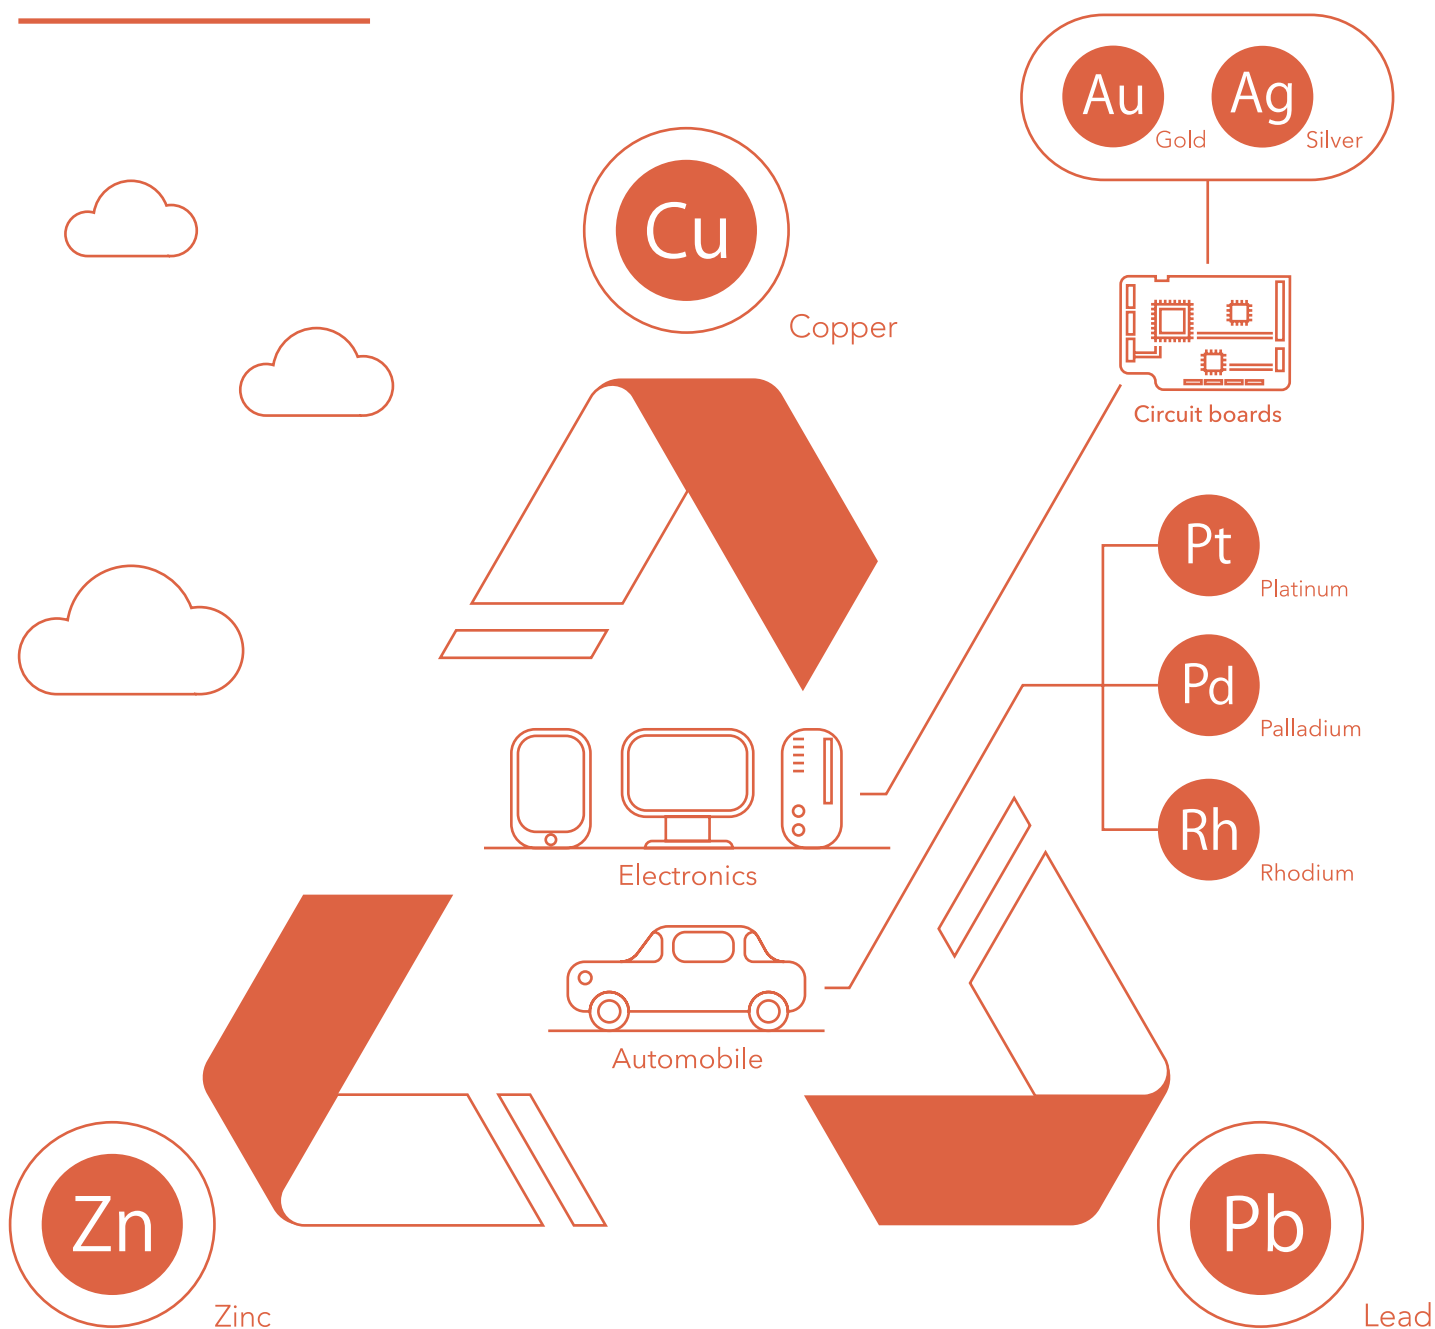 Au
Gold
Ag
Silver
Cu
Copper
Circuit boards
Pt
Platinum
Pd
Palladium
Rh
Rhodium
Electronics
Automobile
Zn
Zinc
Pb
Lead